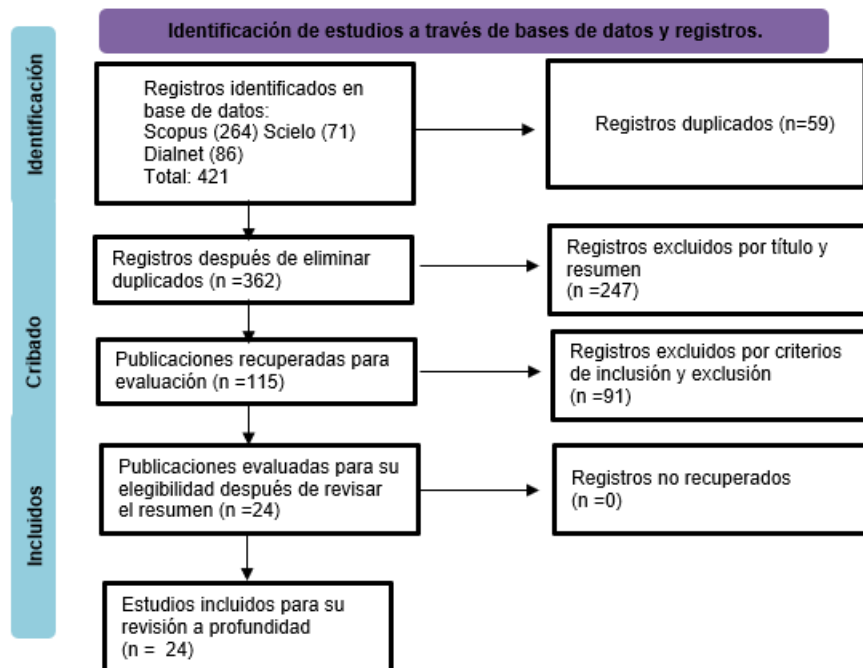 Identificación de estudios a través de bases de datos y registros.
Identificación
Registros identificados en
base de datos:
Scopus (264) Scielo (71)
Dialnet (86)
Total: 421
Registros duplicados (n=59)
Cribado
Registros después de eliminar
duplicados (n =362)
Registros excluidos por título y
resumen
(n =247)
Publicaciones recuperadas para
evaluación (n =115)
Registros excluidos por criterios
de inclusión y exclusión
(n =91)
Incluidos
Publicaciones evaluadas para su
elegibilidad después de revisar
el resumen (n =24)
Registros no recuperados
(n =0)
Estudios incluidos para su
revisión a profundidad
(n = 24)